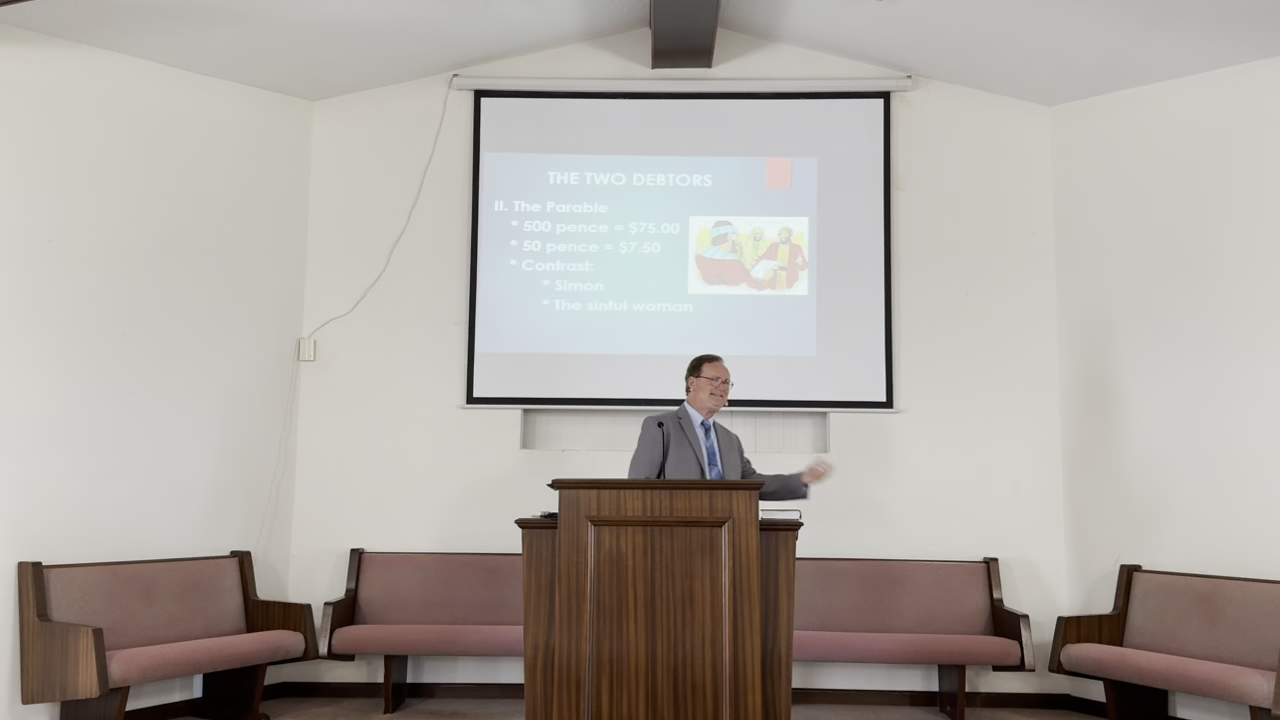 THE TWO DEBTORS
II. The Parable
* 500 pence = $75.00
* 50 pence = $7.50
* Contrast:
* Simon
* The sinful woman